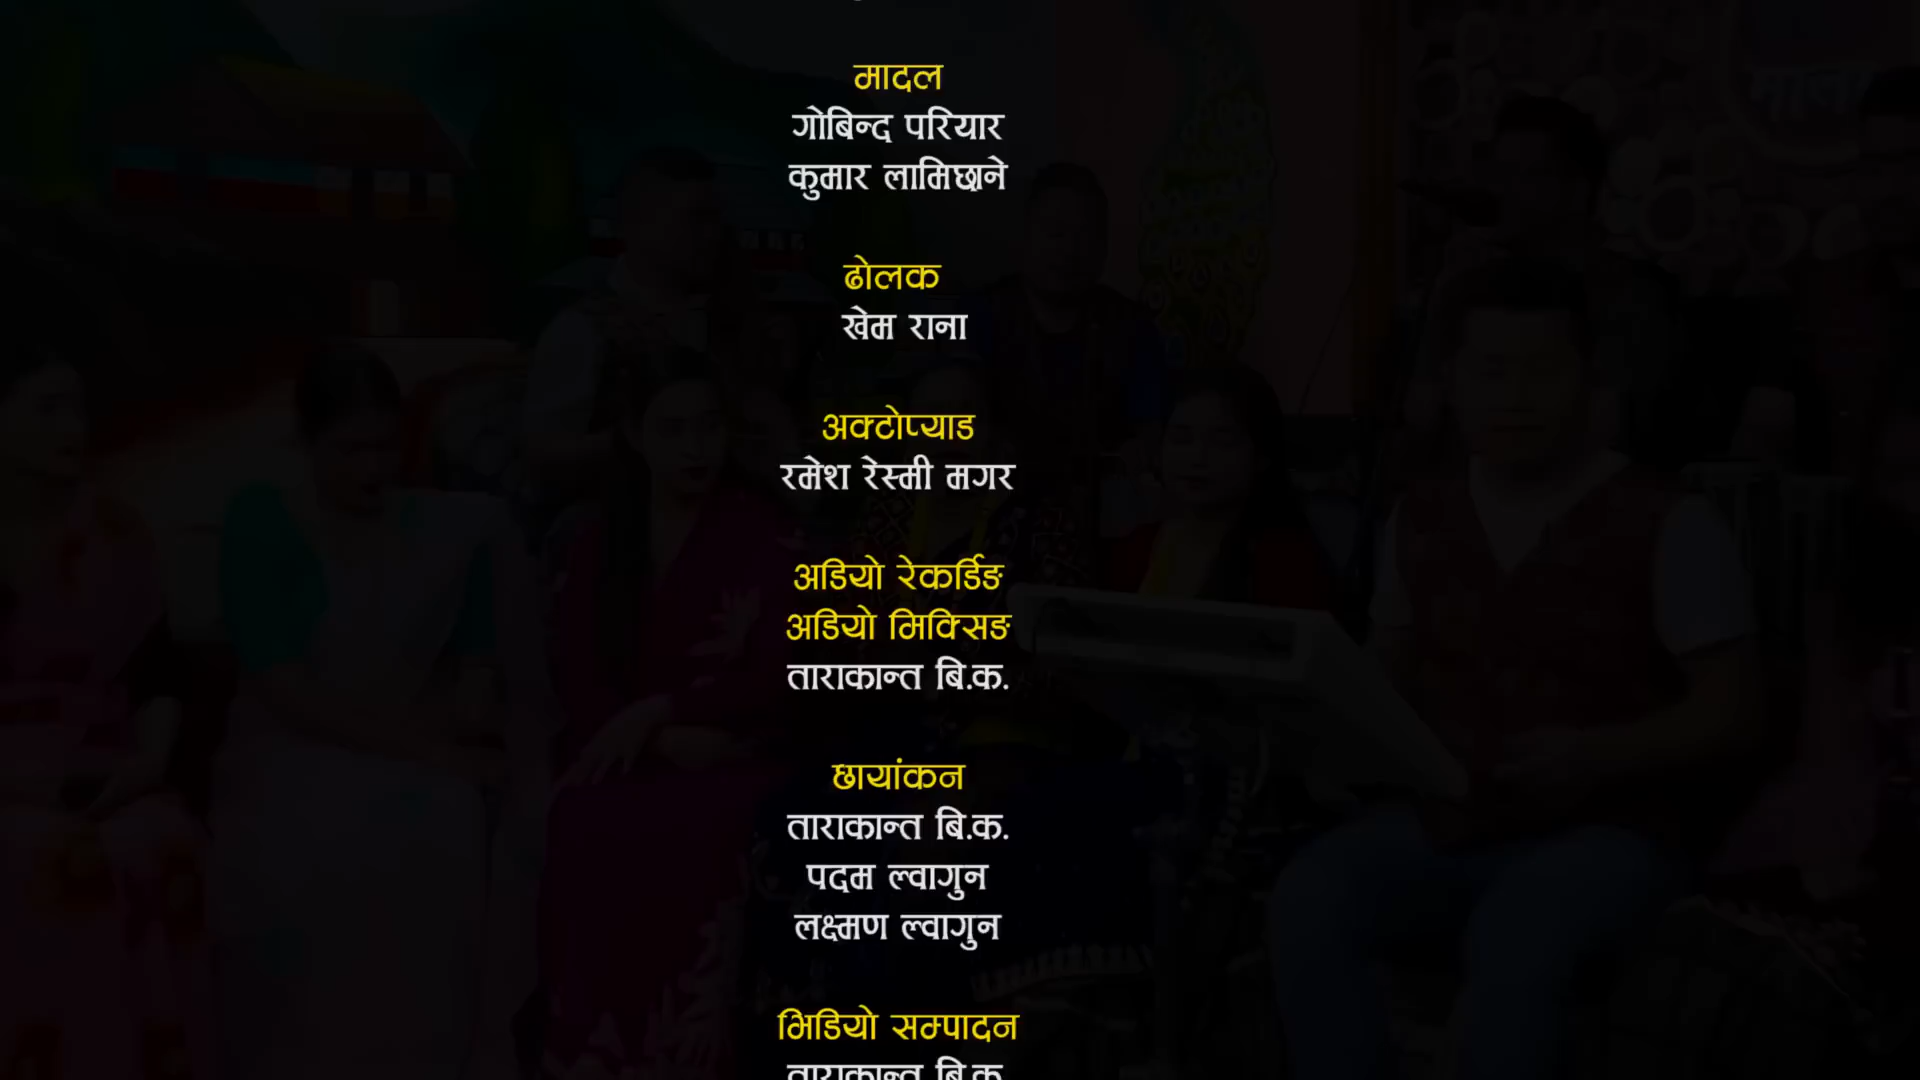 मादल
गोबिन्द परियार
कुमार लामिछाने
ढोलक
खेम राना
अक्टोप्याड
रमेश रेस्मी मगर
अडियो रेकर्डिङ
अडियो मिक्सिङ
ताराकान्त बि.क.
छायांकन
ताराकान्त बि.क.
पदम ल्वागुन
लक्ष्मण ल्वागुन
भिडियो सम्पादन
ताराकान्त बि.क.